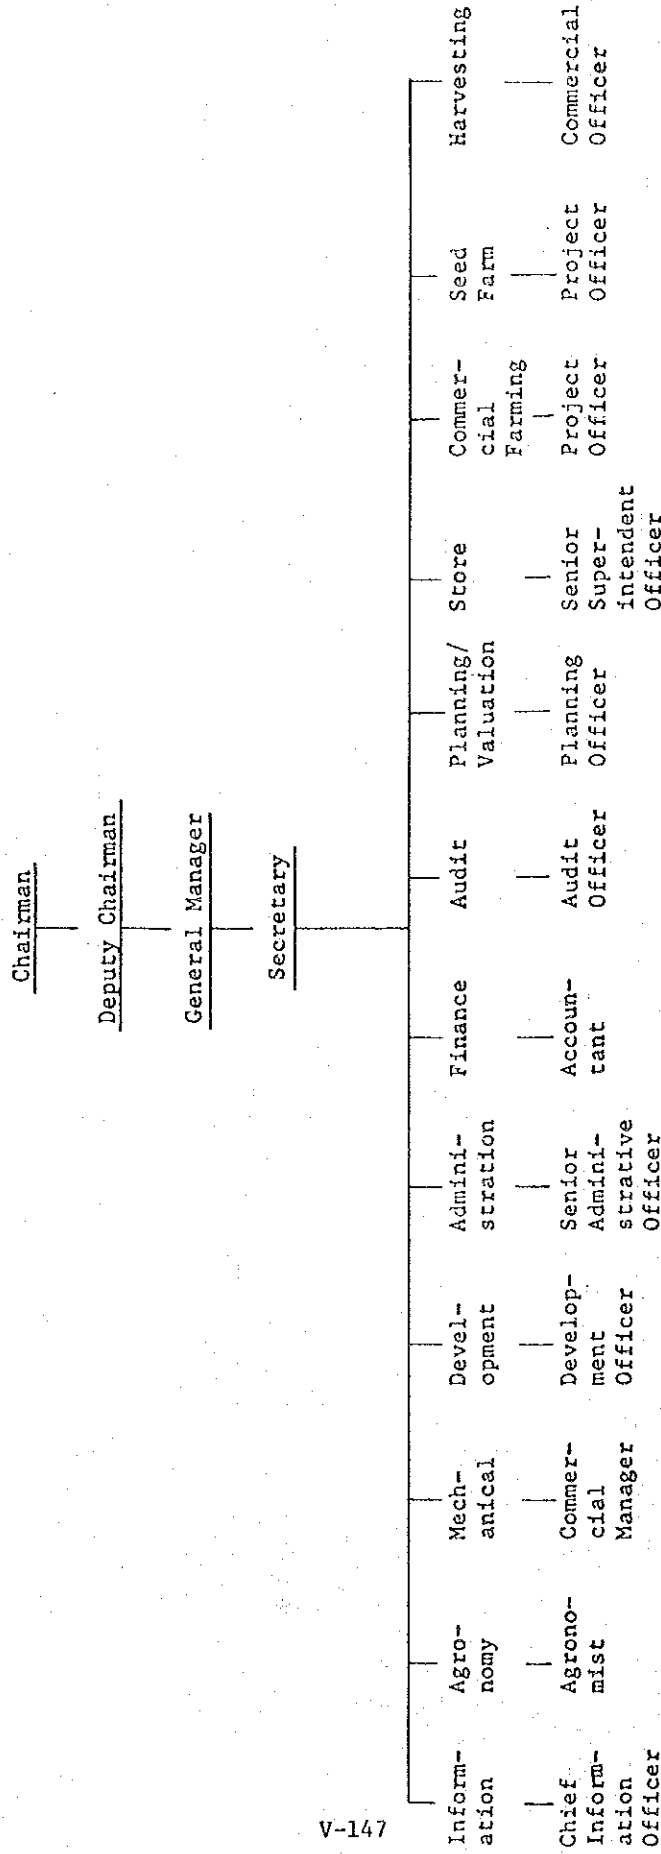 Chairman
Deputy Chairman
General Manager
Secretary
Inform-
ation
Chief
Inform-
ation
Officer
Agro-
nomy
Agrono-
mist
Mech-
anical
Commer-
cial
Manager
Devel-
opment
Develop-
ment
Officer
Admini-
stration
Senior
Admini-
strative
Officer
Finance
Accoun-
tant
Audit
Audit
Officer
Planning/
Valuation
Planning
Officer
Store
Senior
Super-
intendent
Officer
Commer-
cial
Farming
Project
Officer
Seed
Farm
Project
Officer
Harvesting
Commercial
Officer
V-147